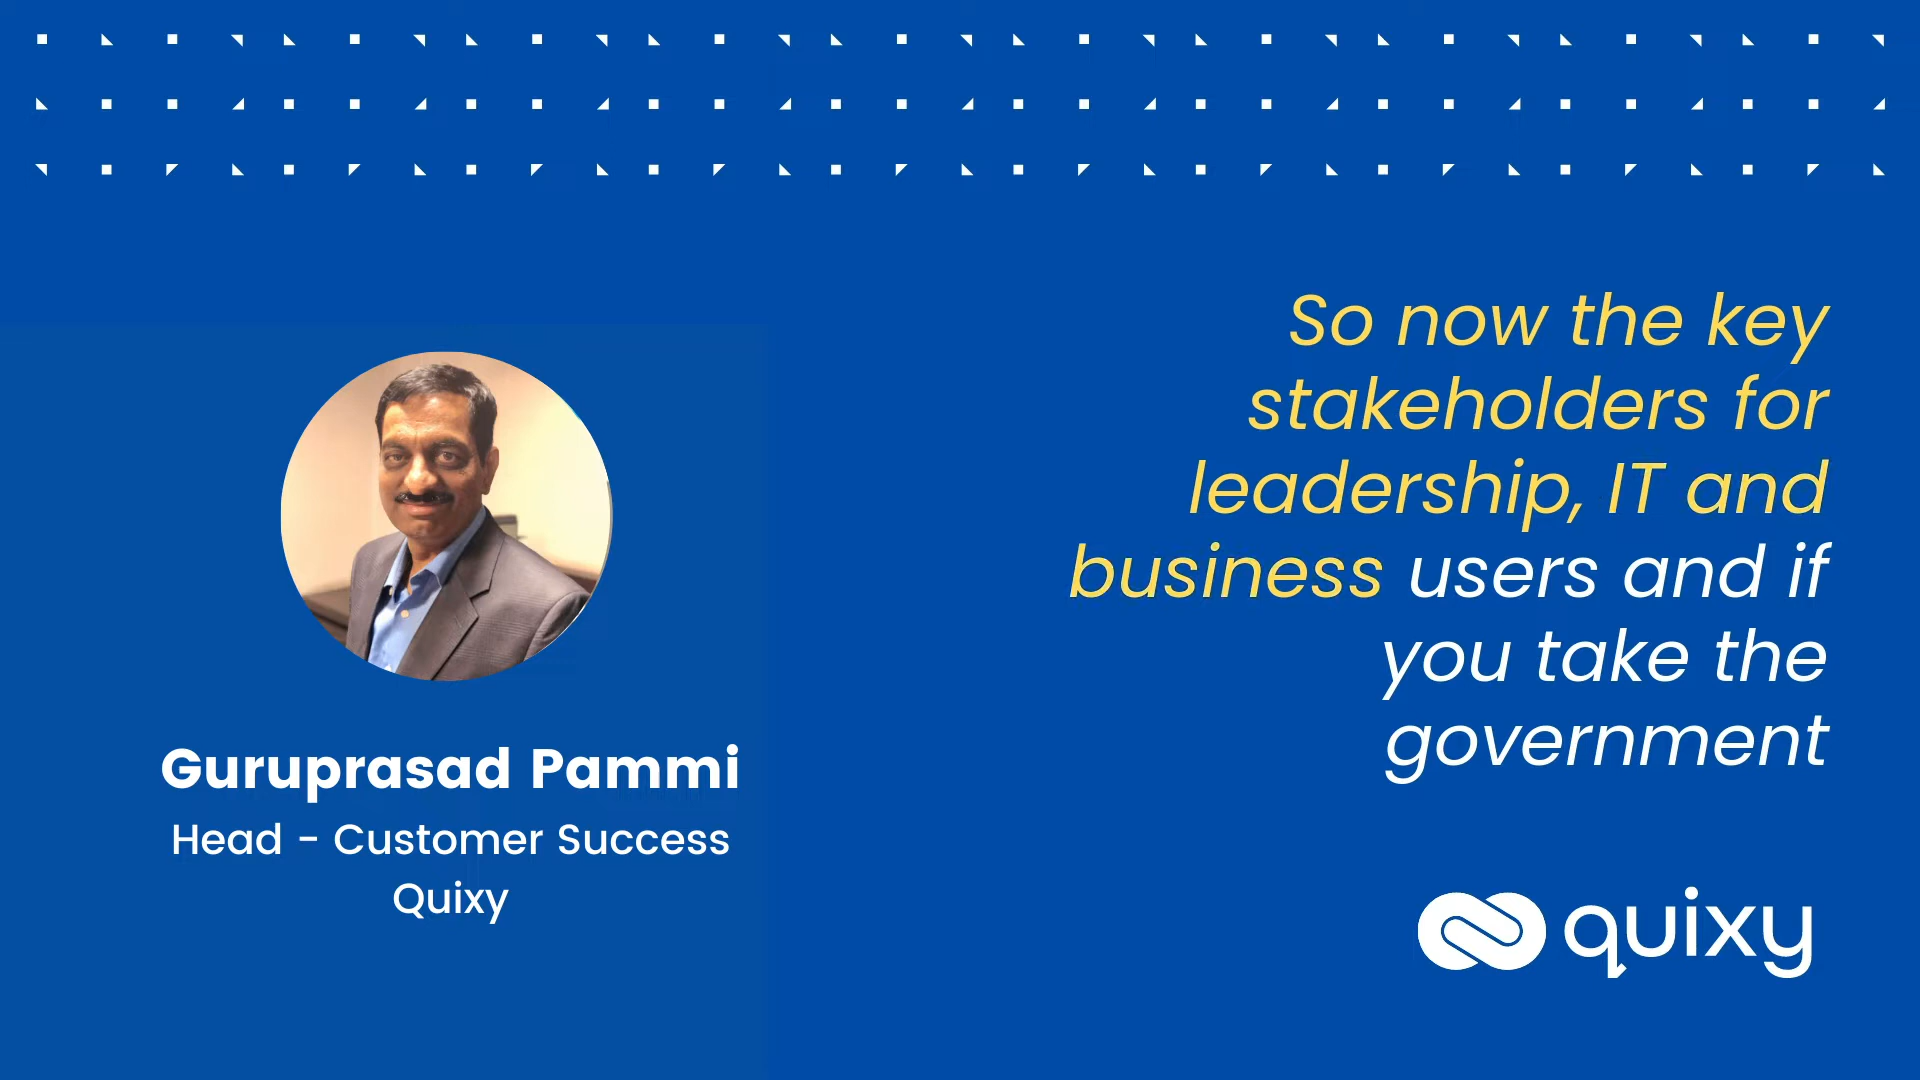 So now the key
stakeholders for
leadership, IT and
business users and if
you take the
government
Guruprasad Pammi
Head - Customer Success
Quixy
quixy